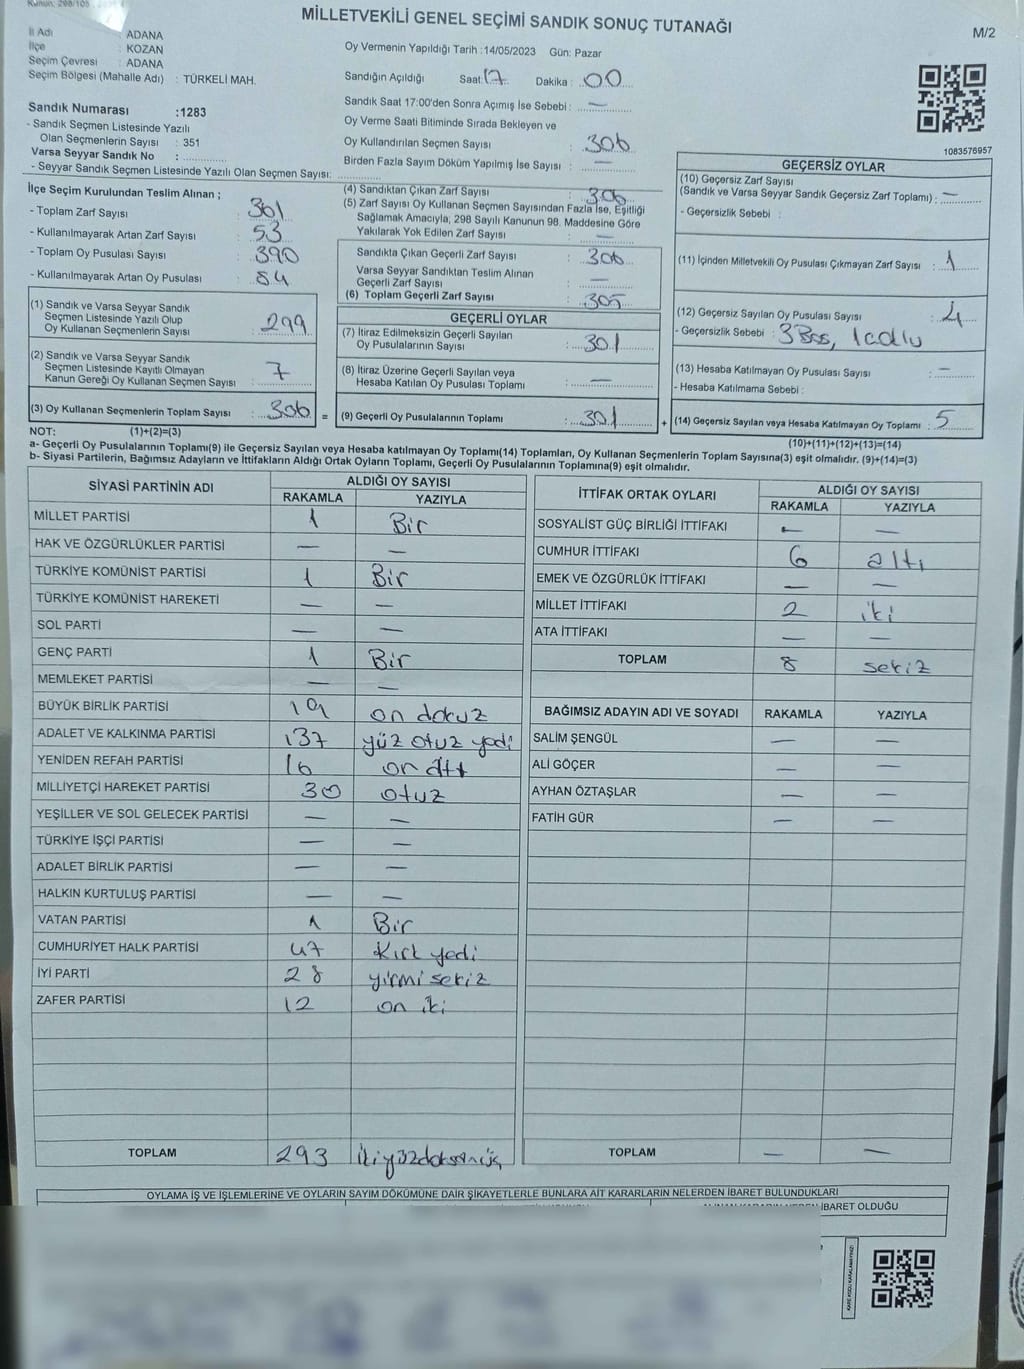 Kanun: 298/105
MİLLETVEKİLİ GENEL SEÇİMİ SANDIK SONUÇ TUTANAĞI
M/2
İl Adı : ADANA
İlçe : KOZAN
Seçim Çevresi : ADANA
Seçim Bölgesi (Mahalle Adı) : TÜRKELİ MAH.
Sandık Numarası :1283
- Sandık Seçmen Listesinde Yazılı
Olan Seçmenlerin Sayısı : 351
Varsa Seyyar Sandık No :
- Seyyar Sandık Seçmen Listesinde Yazılı Olan Seçmen Sayısı:
Oy Vermenin Yapıldığı Tarih :14/05/2023 Gün: Pazar
Sandığın Açıldığı Saat:17 Dakika : 00
Sandık Saat 17:00'den Sonra Açımış İse Sebebi : —
Oy Verme Saati Bitiminde Sırada Bekleyen ve
Oy Kullandırılan Seçmen Sayısı : 306
Birden Fazla Sayım Döküm Yapılmış İse Sayısı : —
1083576957
İlçe Seçim Kurulundan Teslim Alınan ;
- Toplam Zarf Sayısı : 361
- Kullanılmayarak Artan Zarf Sayısı : 53
- Toplam Oy Pusulası Sayısı : 390
- Kullanılmayarak Artan Oy Pusulası : 84
(1) Sandık ve Varsa Seyyar Sandık
Seçmen Listesinde Yazılı Olup
Oy Kullanan Seçmenlerin Sayısı : 299
(2) Sandık ve Varsa Seyyar Sandık
Seçmen Listesinde Kayıtlı Olmayan
Kanun Gereği Oy Kullanan Seçmen Sayısı : 7
(3) Oy Kullanan Seçmenlerin Toplam Sayısı : 306 =
(4) Sandıktan Çıkan Zarf Sayısı : 306
(5) Zarf Sayısı Oy Kullanan Seçmen Sayısından Fazla İse, Eşitliği
Sağlamak Amacıyla; 298 Sayılı Kanunun 98. Maddesine Göre
Yakılarak Yok Edilen Zarf Sayısı : —
Sandıkta Çıkan Geçerli Zarf Sayısı : 306
Varsa Seyyar Sandıktan Teslim Alınan
Geçerli Zarf Sayısı : —
(6) Toplam Geçerli Zarf Sayısı : 305
GEÇERLİ OYLAR
(7) İtiraz Edilmeksizin Geçerli Sayılan
Oy Pusulalarının Sayısı : 301
(8) İtiraz Üzerine Geçerli Sayılan veya
Hesaba Katılan Oy Pusulası Toplamı : —
(9) Geçerli Oy Pusulalarının Toplamı : 301 +
GEÇERSİZ OYLAR
(10) Geçersiz Zarf Sayısı
(Sandık ve Varsa Seyyar Sandık Geçersiz Zarf Toplamı) : —
- Geçersizlik Sebebi :
(11) İçinden Milletvekili Oy Pusulası Çıkmayan Zarf Sayısı : 1
(12) Geçersiz Sayılan Oy Pusulası Sayısı : 4
- Geçersizlik Sebebi : 3 Boş, 1
(13) Hesaba Katılmayan Oy Pusulası Sayısı : —
- Hesaba Katılmama Sebebi :
(14) Geçersiz Sayılan veya Hesaba Katılmayan Oy Toplamı : 5
NOT: (1)+(2)=(3) (10)+(11)+(12)+(13)=(14)
a- Geçerli Oy Pusulalarının Toplamı(9) ile Geçersiz Sayılan veya Hesaba katılmayan Oy Toplamı(14) Toplamları, Oy Kullanan Seçmenlerin Toplam Sayısına(3) eşit olmalıdır. (9)+(14)=(3)
b- Siyasi Partilerin, Bağımsız Adayların ve İttifakların Aldığı Ortak Oyların Toplamı, Geçerli Oy Pusulalarının Toplamına(9) eşit olmalıdır.
SİYASİ PARTİNİN ADI ALDIĞI OY SAYISI
RAKAMLA YAZIYLA
MİLLET PARTİSİ 1 Bir
HAK VE ÖZGÜRLÜKLER PARTİSİ — —
TÜRKİYE KOMÜNİST PARTİSİ 1 Bir
TÜRKİYE KOMÜNİST HAREKETİ — —
SOL PARTİ — —
GENÇ PARTİ 1 Bir
MEMLEKET PARTİSİ — —
BÜYÜK BİRLİK PARTİSİ 19 on dokuz
ADALET VE KALKINMA PARTİSİ 137 yüz otuz yedi
YENİDEN REFAH PARTİSİ 16 on altı
MİLLİYETÇİ HAREKET PARTİSİ 30 otuz
YEŞİLLER VE SOL GELECEK PARTİSİ — —
TÜRKİYE İŞÇİ PARTİSİ — —
ADALET BİRLİK PARTİSİ — —
HALKIN KURTULUŞ PARTİSİ — —
VATAN PARTİSİ 1 Bir
CUMHURİYET HALK PARTİSİ 47 Kırk yedi
İYİ PARTİ 28 yirmi sekiz
ZAFER PARTİSİ 12 on iki
TOPLAM 293 ikiyüzdoksanüç
İTTİFAK ORTAK OYLARI ALDIĞI OY SAYISI
RAKAMLA YAZIYLA
SOSYALİST GÜÇ BİRLİĞİ İTTİFAKI — —
CUMHUR İTTİFAKI 6 altı
EMEK VE ÖZGÜRLÜK İTTİFAKI — —
MİLLET İTTİFAKI 2 iki
ATA İTTİFAKI — —
TOPLAM 8 sekiz
BAĞIMSIZ ADAYIN ADI VE SOYADI RAKAMLA YAZIYLA
SALİM ŞENGÜL — —
ALİ GÖÇER — —
AYHAN ÖZTAŞLAR — —
FATİH GÜR — —
TOPLAM — —
OYLAMA İŞ VE İŞLEMLERİNE VE OYLARIN SAYIM DÖKÜMÜNE DAİR ŞİKAYETLERLE BUNLARA AİT KARARLARIN NELERDEN İBARET BULUNDUKLARI
İBARET OLDUĞU
KARE KODU KARALAMAYINIZ!